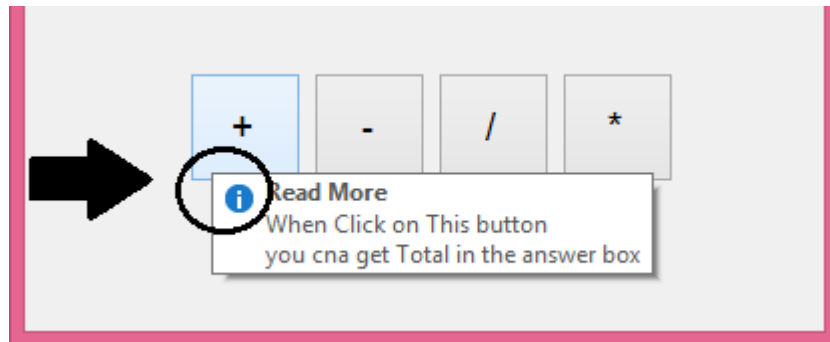 + - / *
Read More
When Click on This button
you cna get Total in the answer box